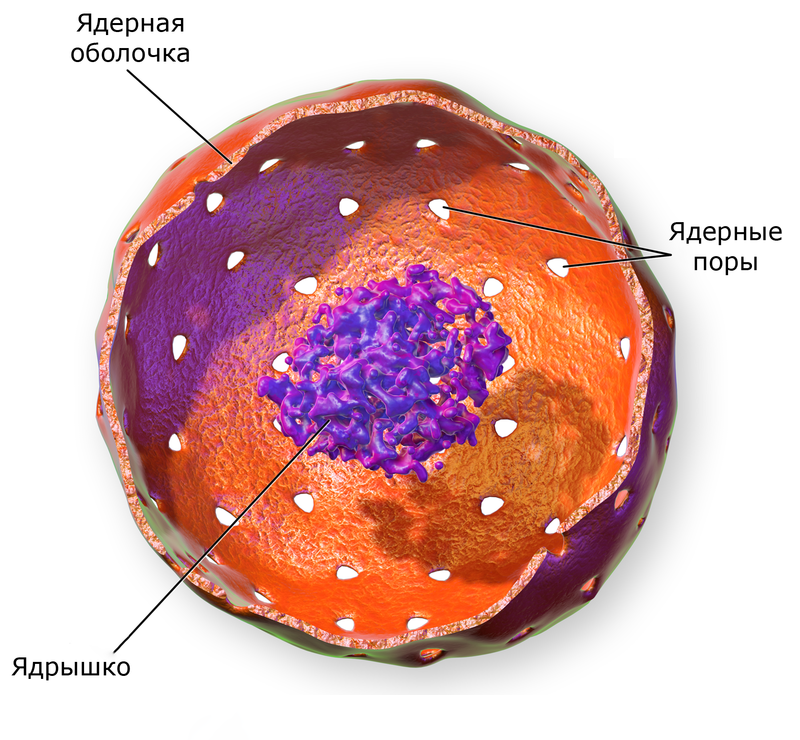 Ядерная
оболочка
Ядерные
поры
Ядрышко